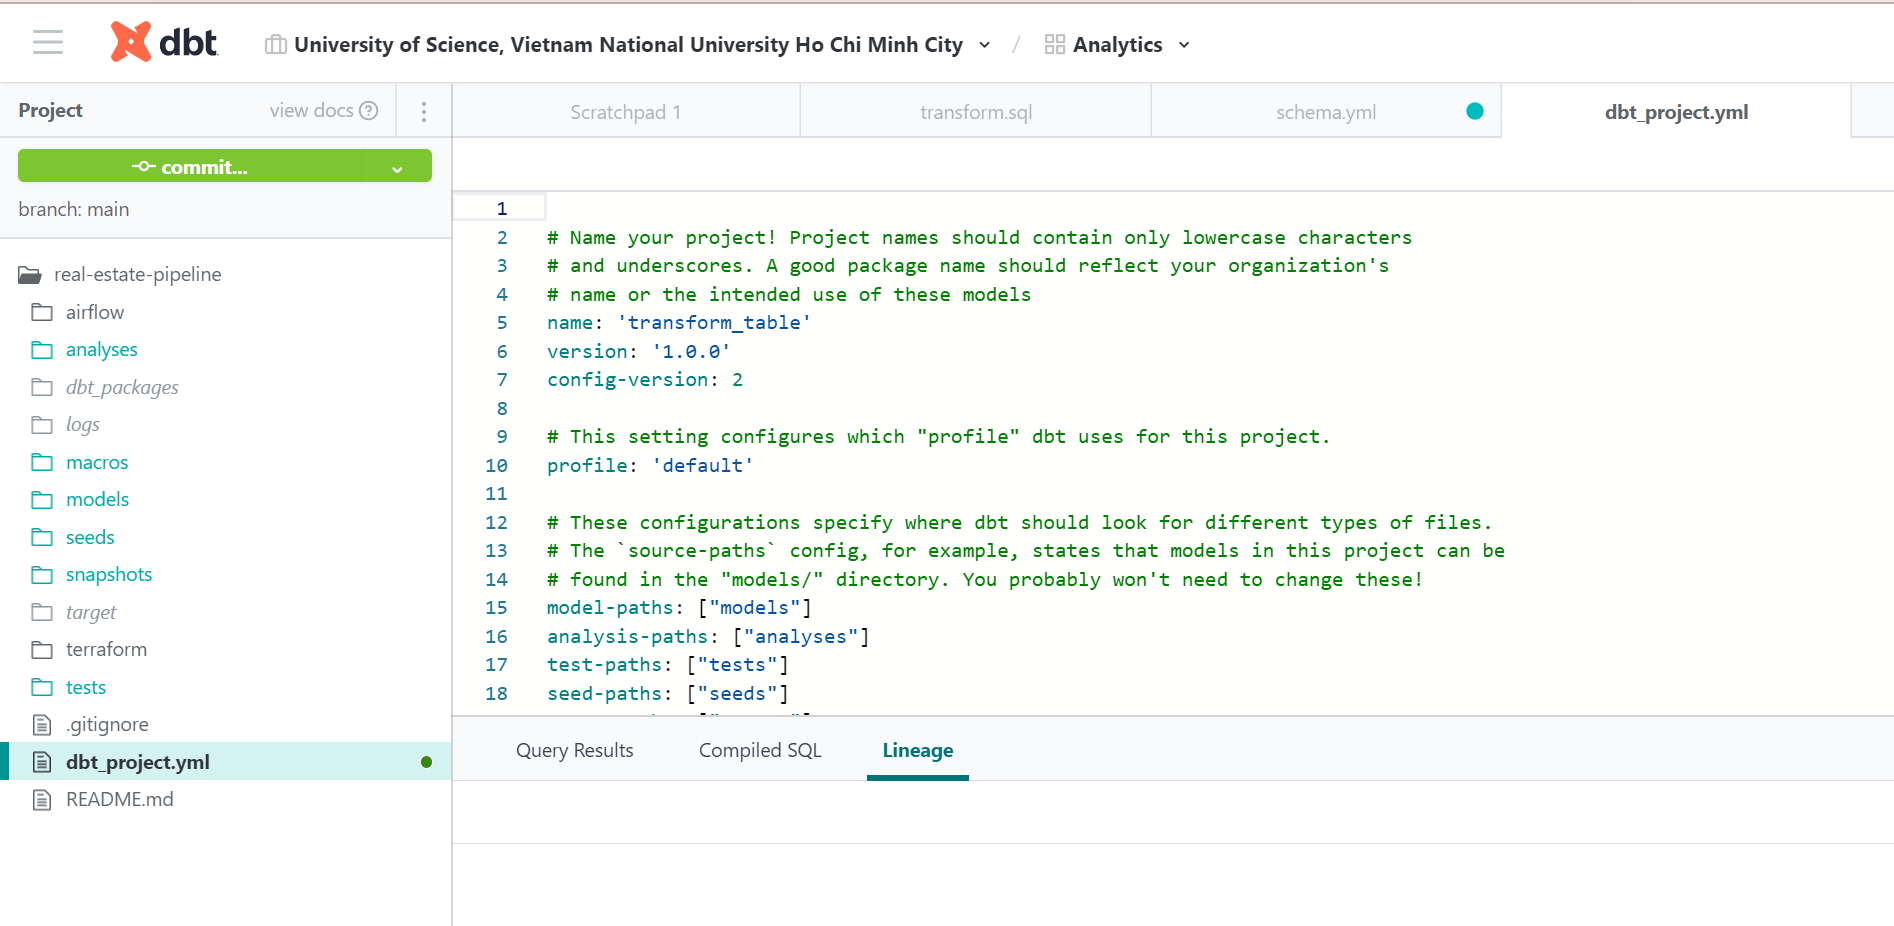 dbt
University of Science, Vietnam National University Ho Chi Minh City / Analytics
Project view docs
Scratchpad 1 transform.sql schema.yml dbt_project.yml
commit...
branch: main
real-estate-pipeline
airflow
analyses
dbt_packages
logs
macros
models
seeds
snapshots
target
terraform
tests
.gitignore
dbt_project.yml
README.md
1
2 # Name your project! Project names should contain only lowercase characters
3 # and underscores. A good package name should reflect your organization's
4 # name or the intended use of these models
5 name: 'transform_table'
6 version: '1.0.0'
7 config-version: 2
8
9 # This setting configures which "profile" dbt uses for this project.
10 profile: 'default'
11
12 # These configurations specify where dbt should look for different types of files.
13 # The `source-paths` config, for example, states that models in this project can be
14 # found in the "models/" directory. You probably won't need to change these!
15 model-paths: ["models"]
16 analysis-paths: ["analyses"]
17 test-paths: ["tests"]
18 seed-paths: ["seeds"]
Query Results Compiled SQL Lineage